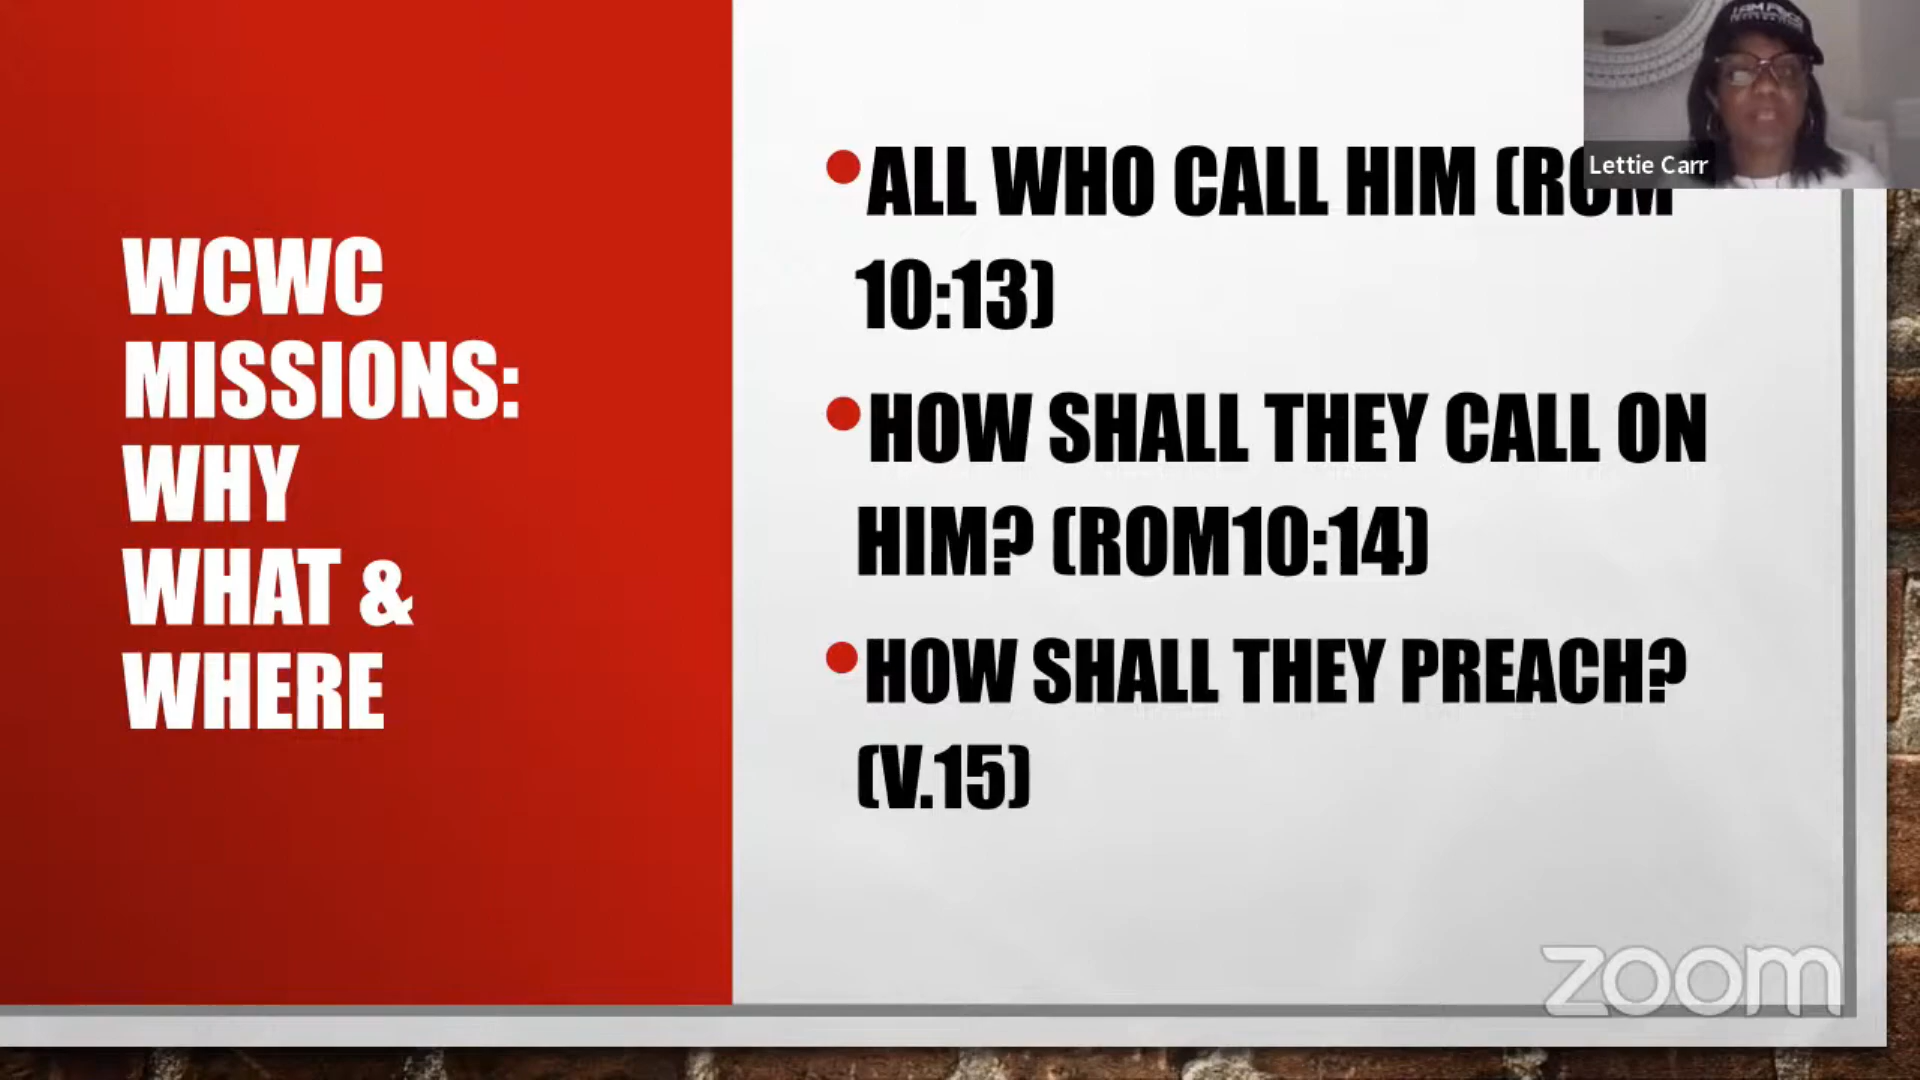 WCWC
MISSIONS:
WHY
WHAT &
WHERE
ALL WHO CALL HIM (ROM
10:13)
HOW SHALL THEY CALL ON
HIM? (ROM10:14)
HOW SHALL THEY PREACH?
(V.15)
Lettie Carr
zoom